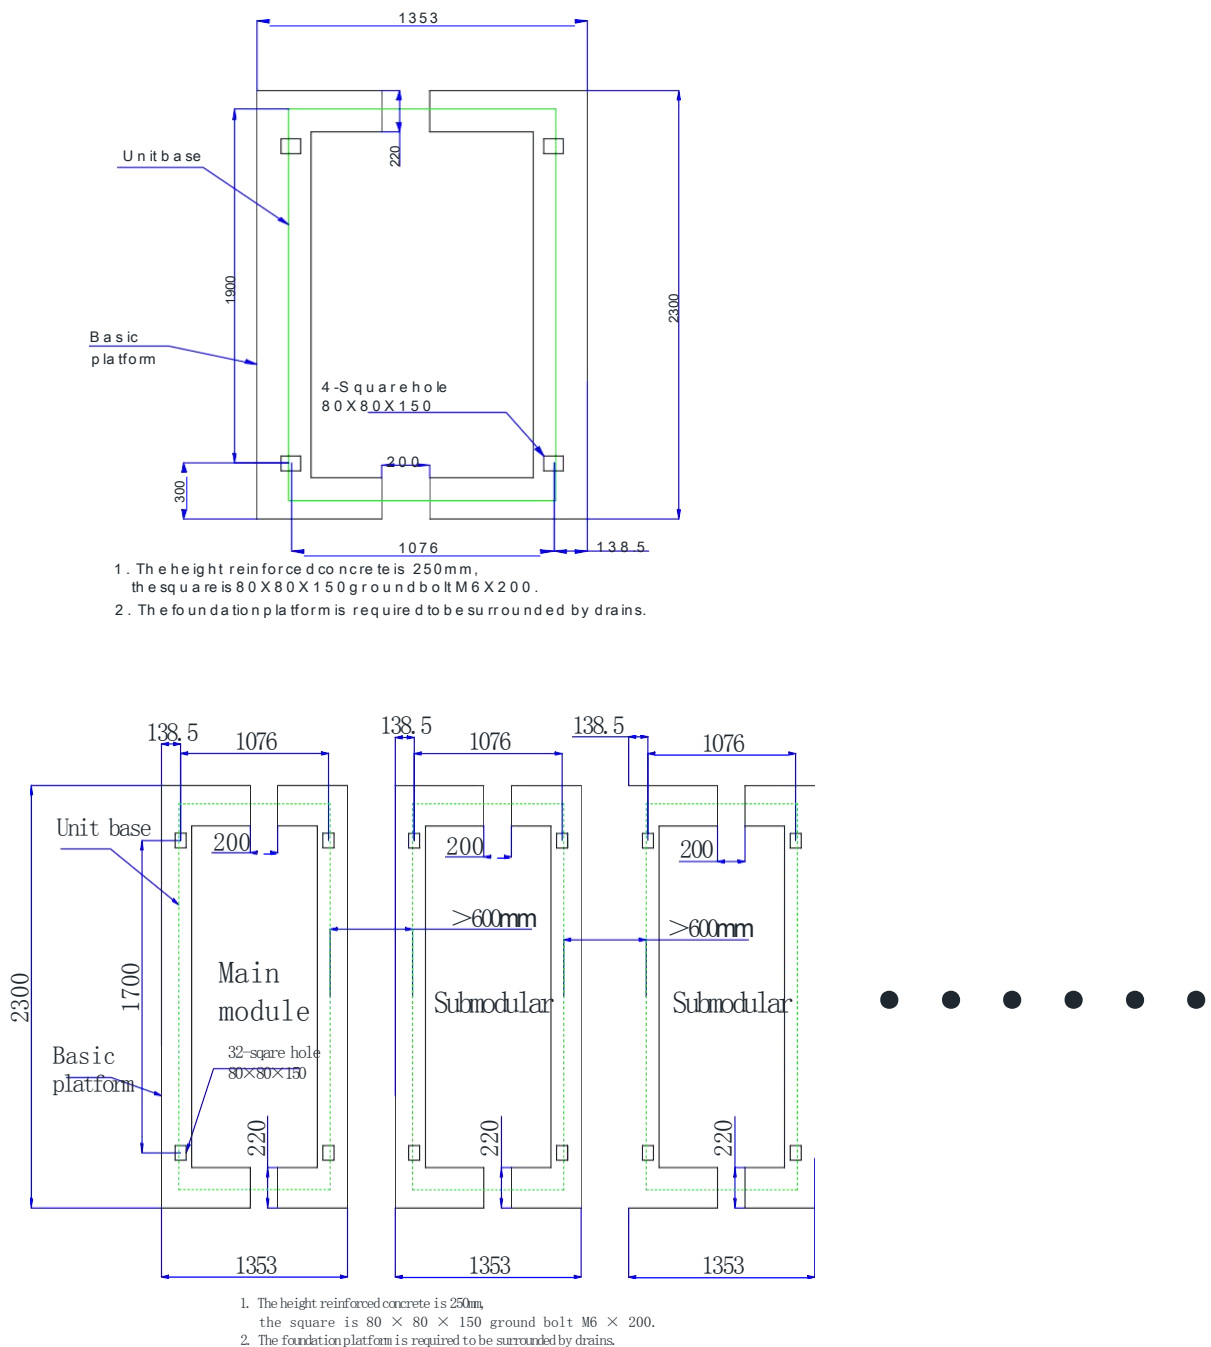 1353
220
Unitbase
1900
2300
Basic
platform
4-Squarehole
80X80X150
200
300
1076
138.5
1. The height reinforced concrete is 250mm,
the square is 80X80X150 ground bolt M6X200.
2. The foundation platform is required to be surrounded by drains.
138.5
1076
138.5
1076
138.5
1076
Unit base
200
200
200
>600mm
>600mm
2300
1700
Main
module
Submodular
Submodular
Basic
platform
32-sqare hole
80×80×150
220
220
220
1353
1353
1353
1. The height reinforced concrete is 250mm,
the square is 80 × 80 × 150 ground bolt M6 × 200.
2. The foundation platform is required to be surrounded by drains.